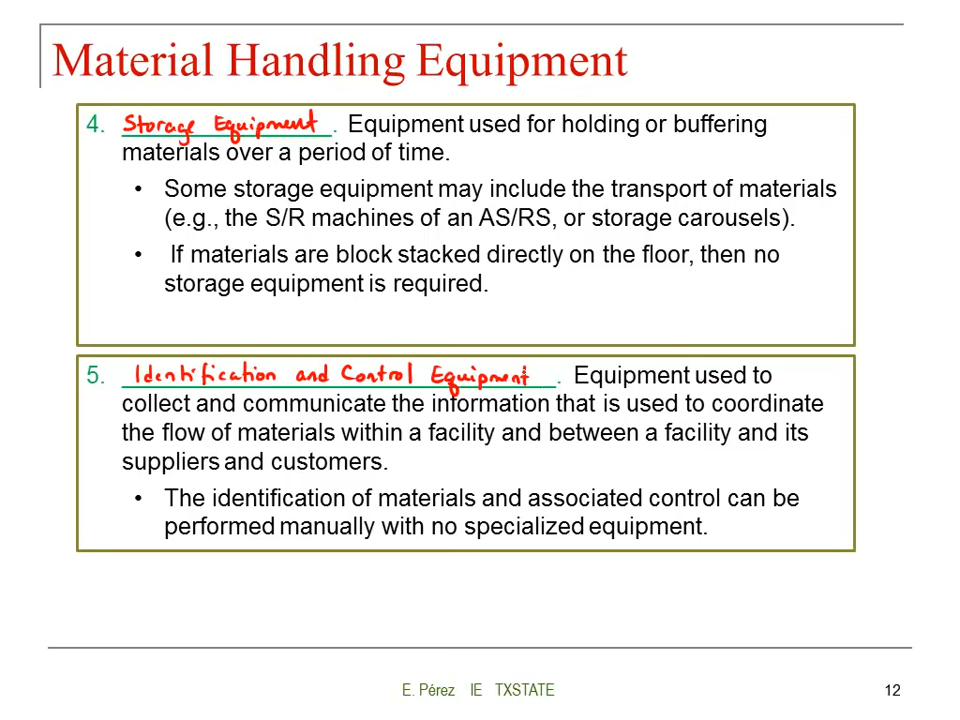 Material Handling Equipment
4. Storage Equipment. Equipment used for holding or buffering
materials over a period of time.
• Some storage equipment may include the transport of materials
(e.g., the S/R machines of an AS/RS, or storage carousels).
• If materials are block stacked directly on the floor, then no
storage equipment is required.
5. Identification and Control Equipment. Equipment used to
collect and communicate the information that is used to coordinate
the flow of materials within a facility and between a facility and its
suppliers and customers.
• The identification of materials and associated control can be
performed manually with no specialized equipment.
E. Pérez IE TXSTATE 12